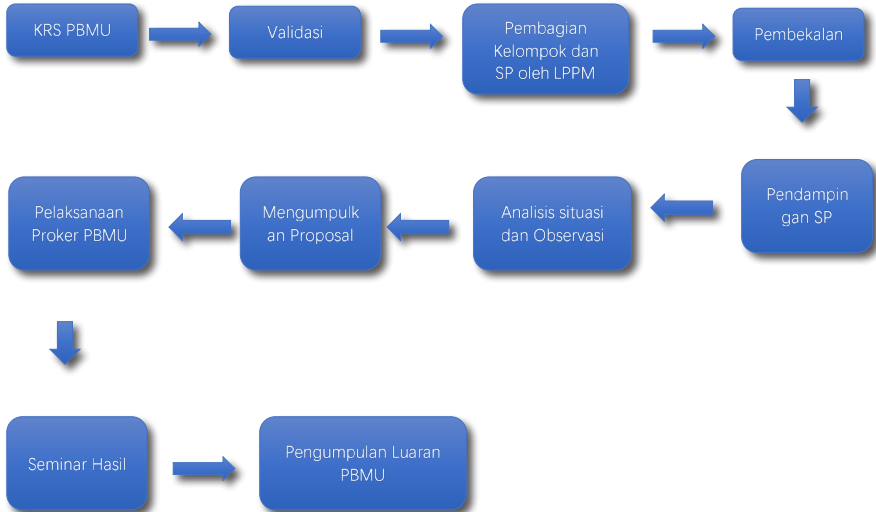 KRS PBMU
Validasi
Pembagian
Kelompok dan
SP oleh LPPM
Pembekalan
Pendampin
gan SP
Analisis situasi
dan Observasi
Mengumpulk
an Proposal
Pelaksanaan
Proker PBMU
Seminar Hasil
Pengumpulan Luaran
PBMU